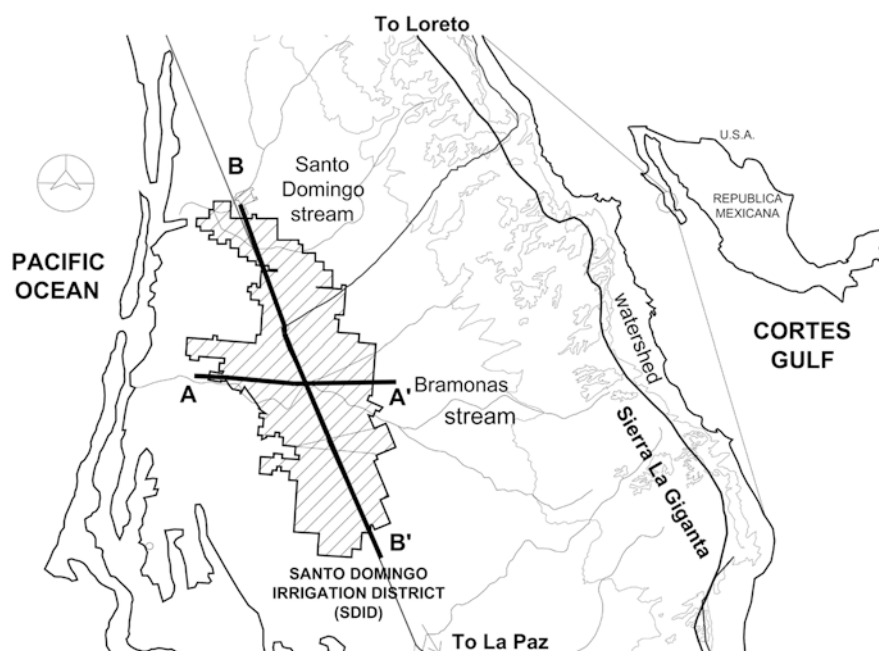 To Loreto
U.S.A.
B
Santo
Domingo
stream
REPUBLICA
MEXICANA
PACIFIC
OCEAN
watershed
CORTES
GULF
A
A'
Bramonas
stream
Sierra La Giganta
B'
SANTO DOMINGO
IRRIGATION DISTRICT
(SDID)
To La Paz